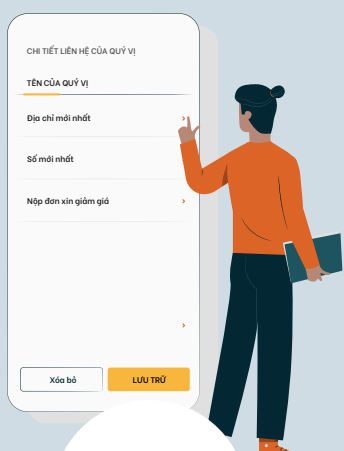 CHI TIẾT LIÊN HỆ CỦA QUÝ VỊ
TÊN CỦA QUÝ VỊ
Địa chỉ mới nhất
Số mới nhất
Nộp đơn xin giảm giá
Xóa bỏ
LƯU TRỮ